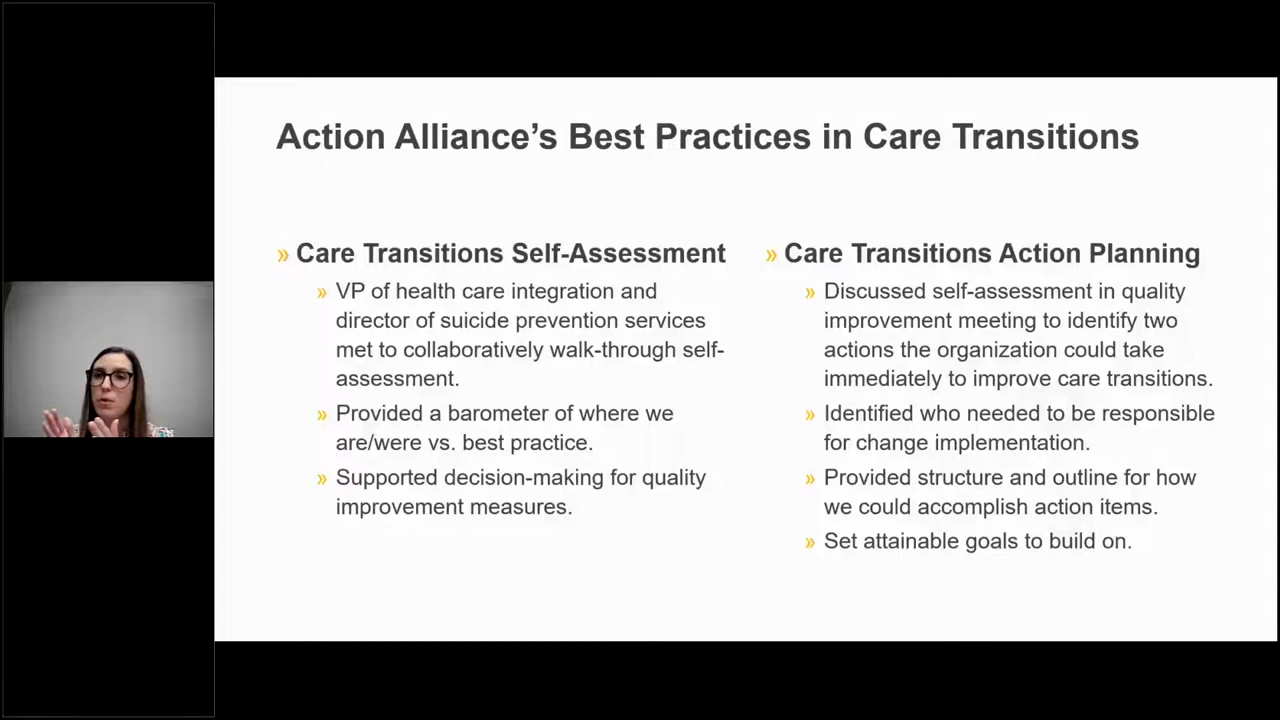 Action Alliance’s Best Practices in Care Transitions
» Care Transitions Self-Assessment
» VP of health care integration and
director of suicide prevention services
met to collaboratively walk-through self-
assessment.
» Provided a barometer of where we
are/were vs. best practice.
» Supported decision-making for quality
improvement measures.
» Care Transitions Action Planning
» Discussed self-assessment in quality
improvement meeting to identify two
actions the organization could take
immediately to improve care transitions.
» Identified who needed to be responsible
for change implementation.
» Provided structure and outline for how
we could accomplish action items.
» Set attainable goals to build on.